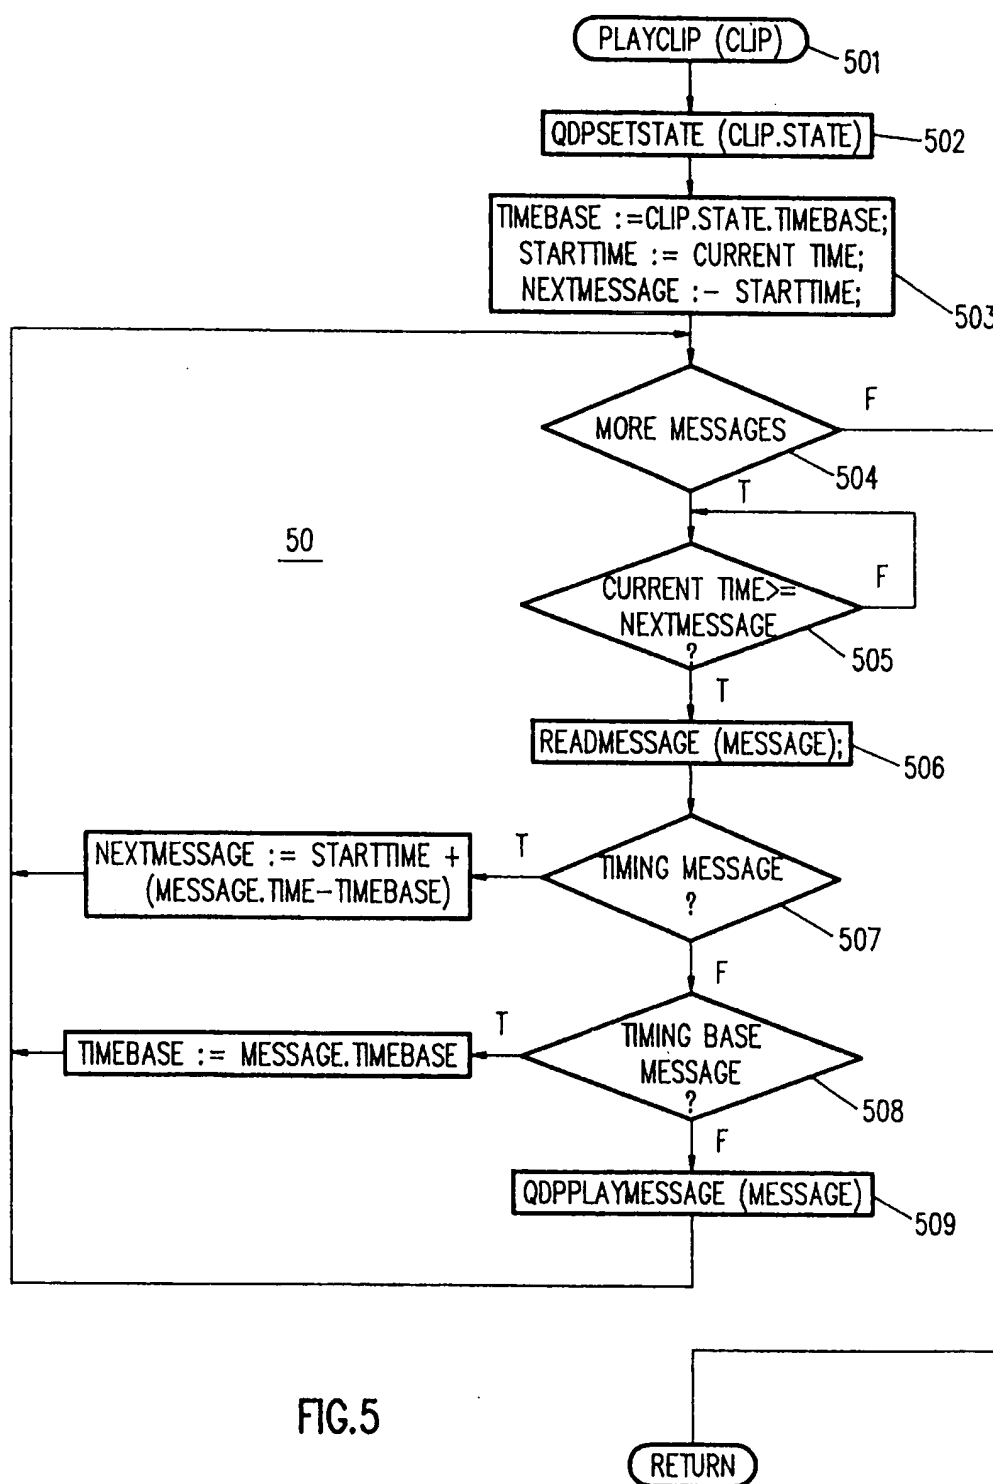 PLAYCLIP (CLIP)
501
QDPSETSTATE (CLIP.STATE)
502
TIMEBASE :=CLIP.STATE.TIMEBASE;
STARTTIME := CURRENT TIME;
NEXTMESSAGE :- STARTTIME;
503
MORE MESSAGES
F
504
T
50
CURRENT TIME>=
NEXTMESSAGE
?
F
505
T
READMESSAGE (MESSAGE);
506
NEXTMESSAGE := STARTTIME +
(MESSAGE.TIME-TIMEBASE)
T
TIMING MESSAGE
?
507
F
TIMEBASE := MESSAGE.TIMEBASE
T
TIMING BASE
MESSAGE
?
508
F
QDPPLAYMESSAGE (MESSAGE)
509
FIG.5
RETURN